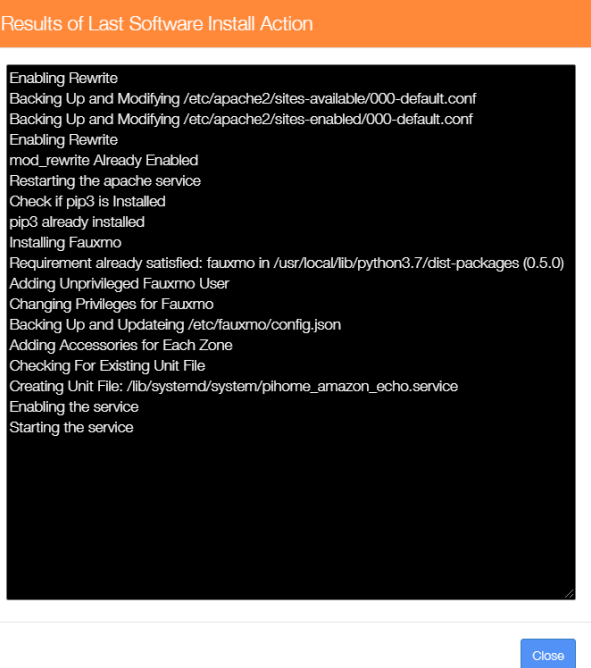 Results of Last Software Install Action
Enabling Rewrite
Backing Up and Modifying /etc/apache2/sites-available/000-default.conf
Backing Up and Modifying /etc/apache2/sites-enabled/000-default.conf
Enabling Rewrite
mod_rewrite Already Enabled
Restarting the apache service
Check if pip3 is Installed
pip3 already installed
Installing Fauxmo
Requirement already satisfied: fauxmo in /usr/local/lib/python3.7/dist-packages (0.5.0)
Adding Unprivileged Fauxmo User
Changing Privileges for Fauxmo
Backing Up and Updateing /etc/fauxmo/config.json
Adding Accessories for Each Zone
Checking For Existing Unit File
Creating Unit File: /lib/systemd/system/pihome_amazon_echo.service
Enabling the service
Starting the service
Close